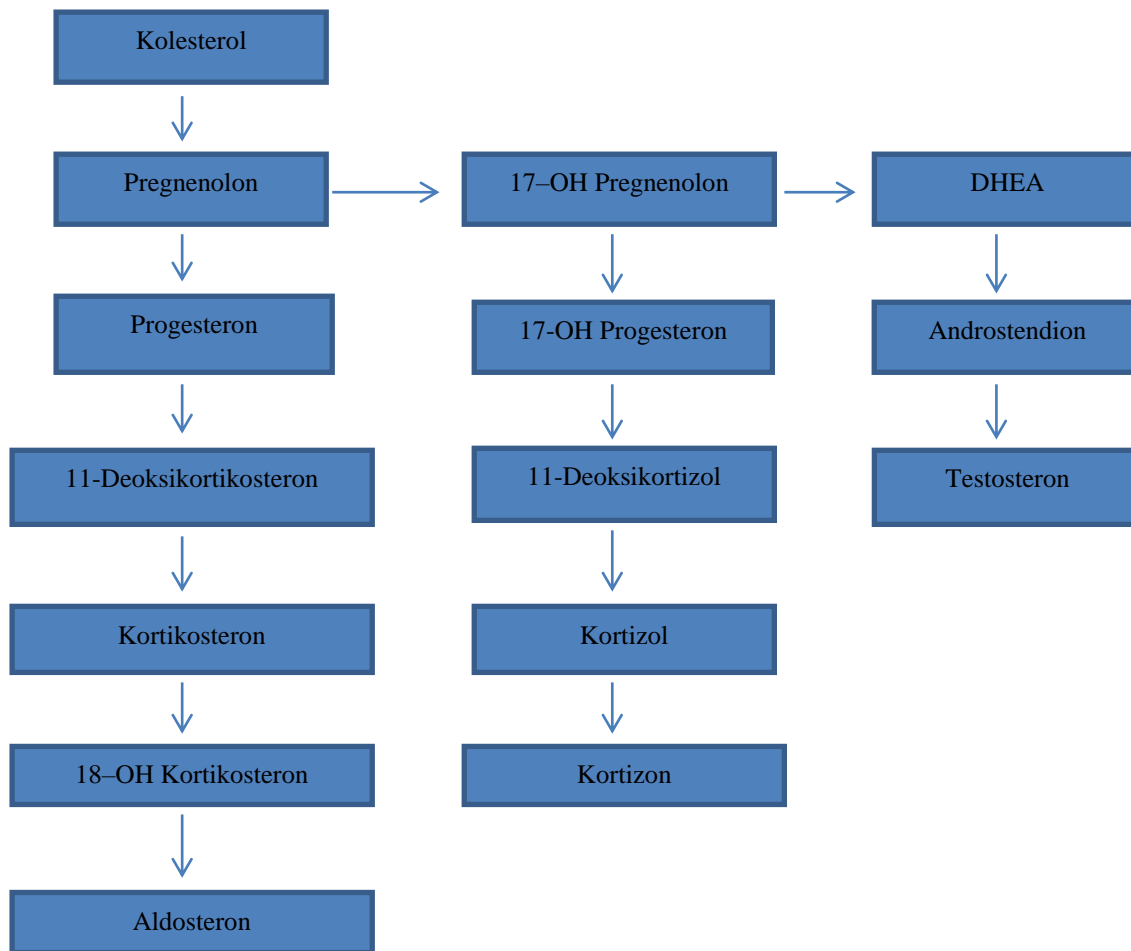 Kolesterol
Pregnenolon
17–OH Pregnenolon
DHEA
Progesteron
17-OH Progesteron
Androstendion
11-Deoksikortikosteron
11-Deoksikortizol
Testosteron
Kortikosteron
Kortizol
18–OH Kortikosteron
Kortizon
Aldosteron